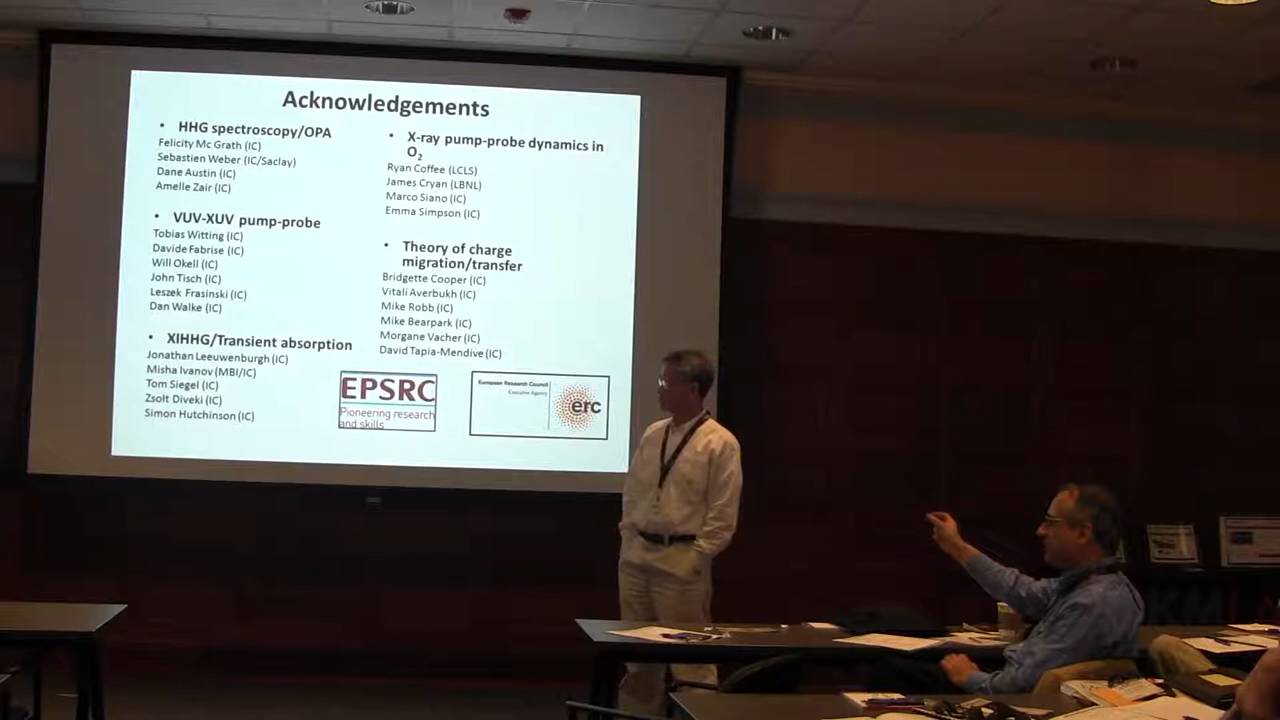 Acknowledgements
• HHG spectroscopy/OPA
Felicity Mc Grath (IC)
Sebastien Weber (IC/Saclay)
Dane Austin (IC)
Amelle Zair (IC)
• VUV-XUV pump-probe
Tobias Witting (IC)
Davide Fabrise (IC)
Will Okell (IC)
John Tisch (IC)
Leszek Frasinski (IC)
Dan Walke (IC)
• XIHHG/Transient absorption
Jonathan Leeuwenburgh (IC)
Misha Ivanov (MBI/IC)
Tom Siegel (IC)
Zsolt Diveki (IC)
Simon Hutchinson (IC)
• X-ray pump-probe dynamics in
O2
Ryan Coffee (LCLS)
James Cryan (LBNL)
Marco Siano (IC)
Emma Simpson (IC)
• Theory of charge
migration/transfer
Bridgette Cooper (IC)
Vitali Averbukh (IC)
Mike Robb (IC)
Mike Bearpark (IC)
Morgane Vacher (IC)
David Tapia-Mendive (IC)
EPSRC
Pioneering research
and skills
European Research Council
Executive Agency
erc